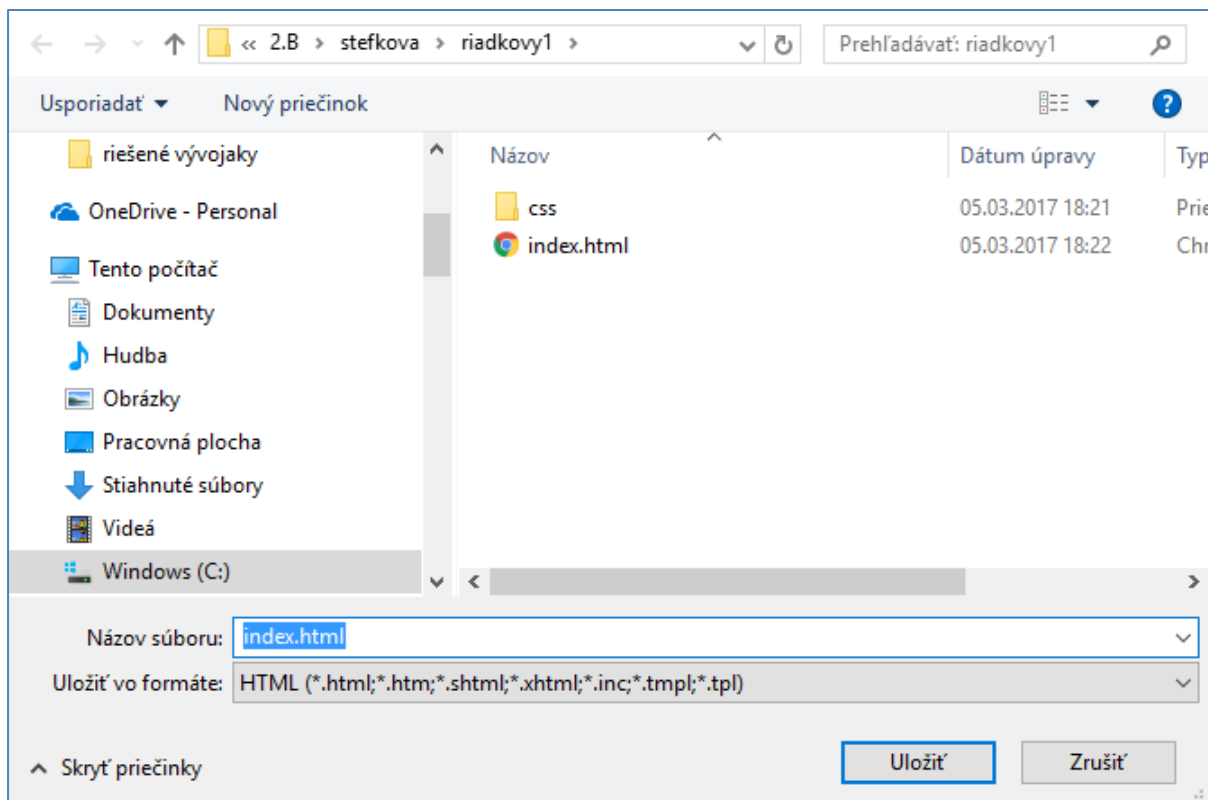 « 2.B > stefkova > riadkovy1 >
Prehľadávať: riadkovy1
Usporiadať
Nový priečinok
?
riešené vývojaky
OneDrive - Personal
Tento počítač
Dokumenty
Hudba
Obrázky
Pracovná plocha
Stiahnuté súbory
Videá
Windows (C:)
Názov Dátum úpravy Typ
css 05.03.2017 18:21 Prie
index.html 05.03.2017 18:22 Chr
Názov súboru: index.html
Uložiť vo formáte: HTML (*.html;*.htm;*.shtml;*.xhtml;*.inc;*.tmpl;*.tpl)
Skryť priečinky
Uložiť
Zrušiť